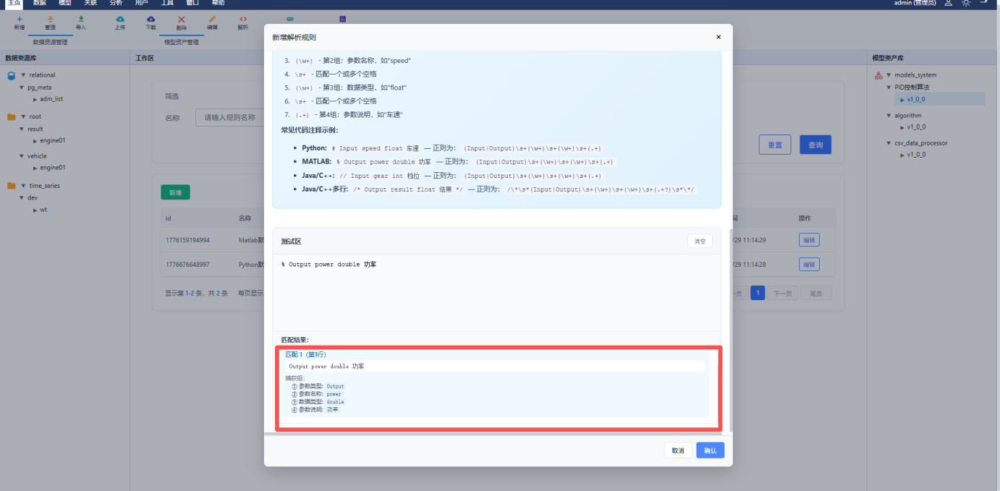 主页 数据 模型 关联 分析 用户 工具 窗口 帮助
admin (管理员)
新增 管理 导入 上传 下载 删除 编辑 解析
数据资源管理 模型资产管理
数据资源库
工作区
模型资产库
relational
pg_meta
adm_list
root
result
engine01
vehicle
engine01
time_series
dev
wt
筛选
名称 请输入规则名称
重置 查询
新增
id 名称 操作
1776159194994 Matlab默 /29 11:14:29 编辑
1776676648997 Python默 /29 11:14:28 编辑
显示第 1-2 条，共 2 条 每页显示
一页 1 下一页 尾页
models_system
PID控制算法
v1_0_0
algorithm
v1_0_0
csv_data_processor
v1_0_0
新增解析规则 ×
3. (\w+) - 第2组：参数名称，如"speed"
4. \s+ - 匹配一个或多个空格
5. (\w+) - 第3组：数据类型，如"float"
6. \s+ - 匹配一个或多个空格
7. (.+) - 第4组：参数说明，如"车速"
常见代码注释示例：
• Python: # Input speed float 车速 — 正则为： (Input|Output)\s+(\w+)\s+(\w+)\s+(.+)
• MATLAB: % Output power double 功率 — 正则为： (Input|Output)\s+(\w+)\s+(\w+)\s+(.+)
• Java/C++: // Input gear int 档位 — 正则为： (Input|Output)\s+(\w+)\s+(\w+)\s+(.+)
• Java/C++多行: /* Output result float 结果 */ — 正则为： /\*\s*(Input|Output)\s+(\w+)\s+(\w+)\s+(.+?)\s*\*/
测试区 清空
% Output power double 功率
匹配结果：
匹配 1（第1行）
Output power double 功率
捕获组：
① 参数类型: Output
② 参数名称: power
③ 数据类型: double
④ 参数说明: 功率
取消 确认